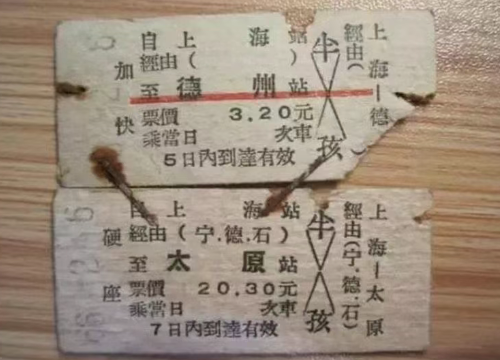 自上海站
經由( )
至德州站
票價 3.20元
乘當日 次車
5日內到達有效
加快
半
孩
上海—德
經由(
自上海站
經由(宁.德.石)
至太原站
票價 20.30元
乘當日 次車
7日內到達有效
硬座
半
孩
上海—太原
經由(宁.德.石)